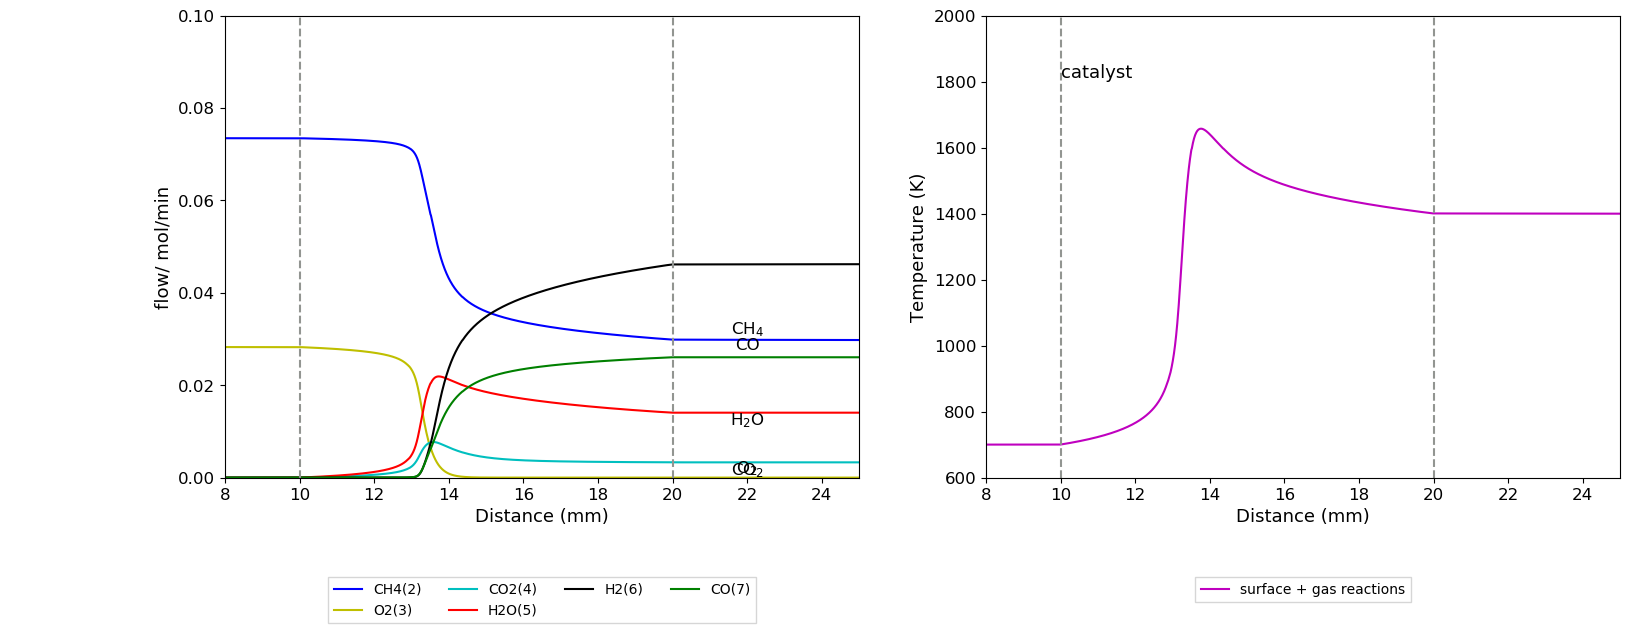 0.10
0.08
0.06
0.04
0.02
0.00
flow/ mol/min
CH4
CO
H2O
O2
CO2
8 10 12 14 16 18 20 22 24
Distance (mm)
CH4(2) CO2(4) H2(6) CO(7)
O2(3) H2O(5)
2000
1800
1600
1400
1200
1000
800
600
Temperature (K)
catalyst
8 10 12 14 16 18 20 22 24
Distance (mm)
surface + gas reactions